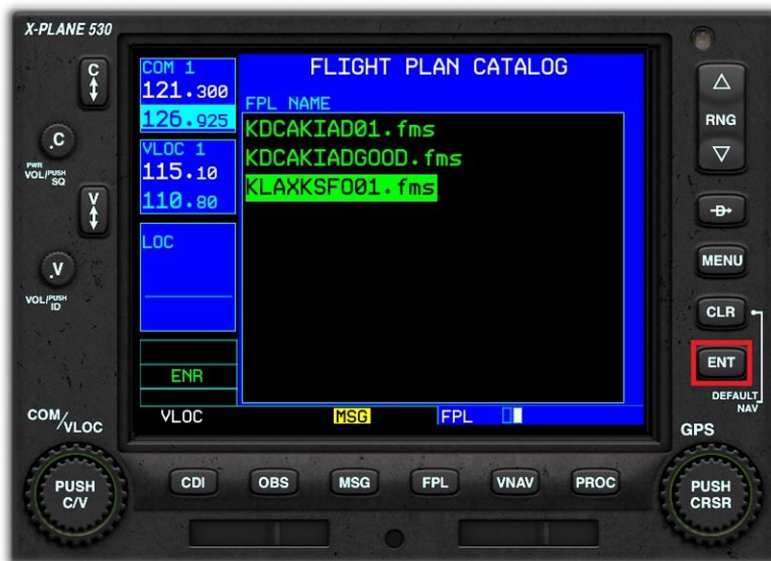 X-PLANE 530
C
.C
PWR
VOL/PUSH
SQ
V
.V
VOL/PUSH
ID
COM/VLOC
PUSH
C/V
COM 1
121.300
126.925
VLOC 1
115.10
110.80
LOC
ENR
VLOC
FLIGHT PLAN CATALOG
FPL NAME
KDCAKIAD01.fms
KDCAKIADGOOD.fms
KLAXKSFO01.fms
MSG
FPL
RNG
D
MENU
CLR
ENT
DEFAULT
NAV
GPS
PUSH
CRSR
CDI
OBS
MSG
FPL
VNAV
PROC